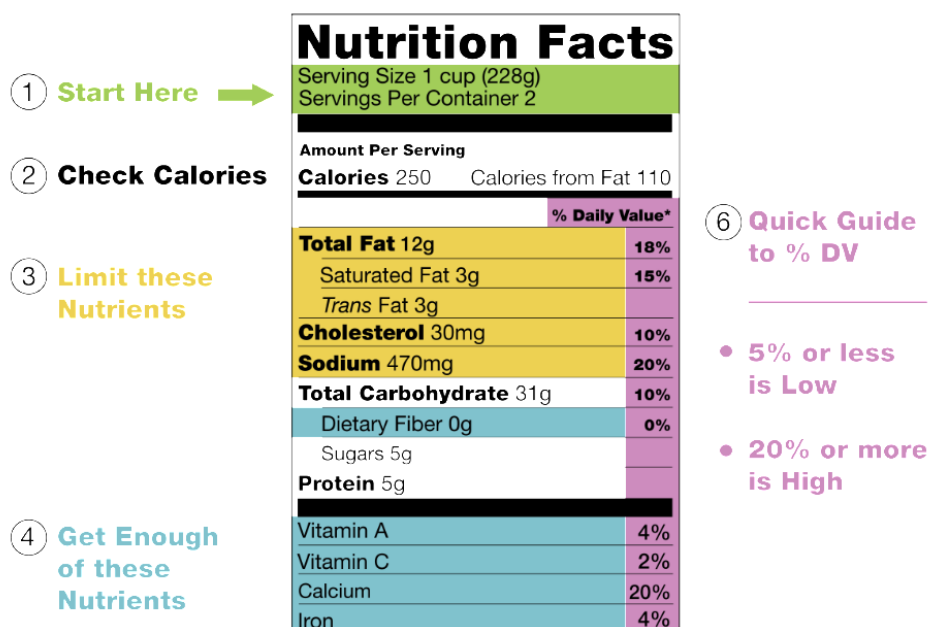 Nutrition Facts
1 Start Here
Serving Size 1 cup (228g)
Servings Per Container 2
Amount Per Serving
2 Check Calories
Calories 250 Calories from Fat 110
% Daily Value*
3 Limit these
Nutrients
Total Fat 12g 18%
Saturated Fat 3g 15%
Trans Fat 3g
Cholesterol 30mg 10%
Sodium 470mg 20%
Total Carbohydrate 31g 10%
Dietary Fiber 0g 0%
Sugars 5g
Protein 5g
4 Get Enough
of these
Nutrients
Vitamin A 4%
Vitamin C 2%
Calcium 20%
Iron 4%
6 Quick Guide
to % DV
• 5% or less
is Low
• 20% or more
is High